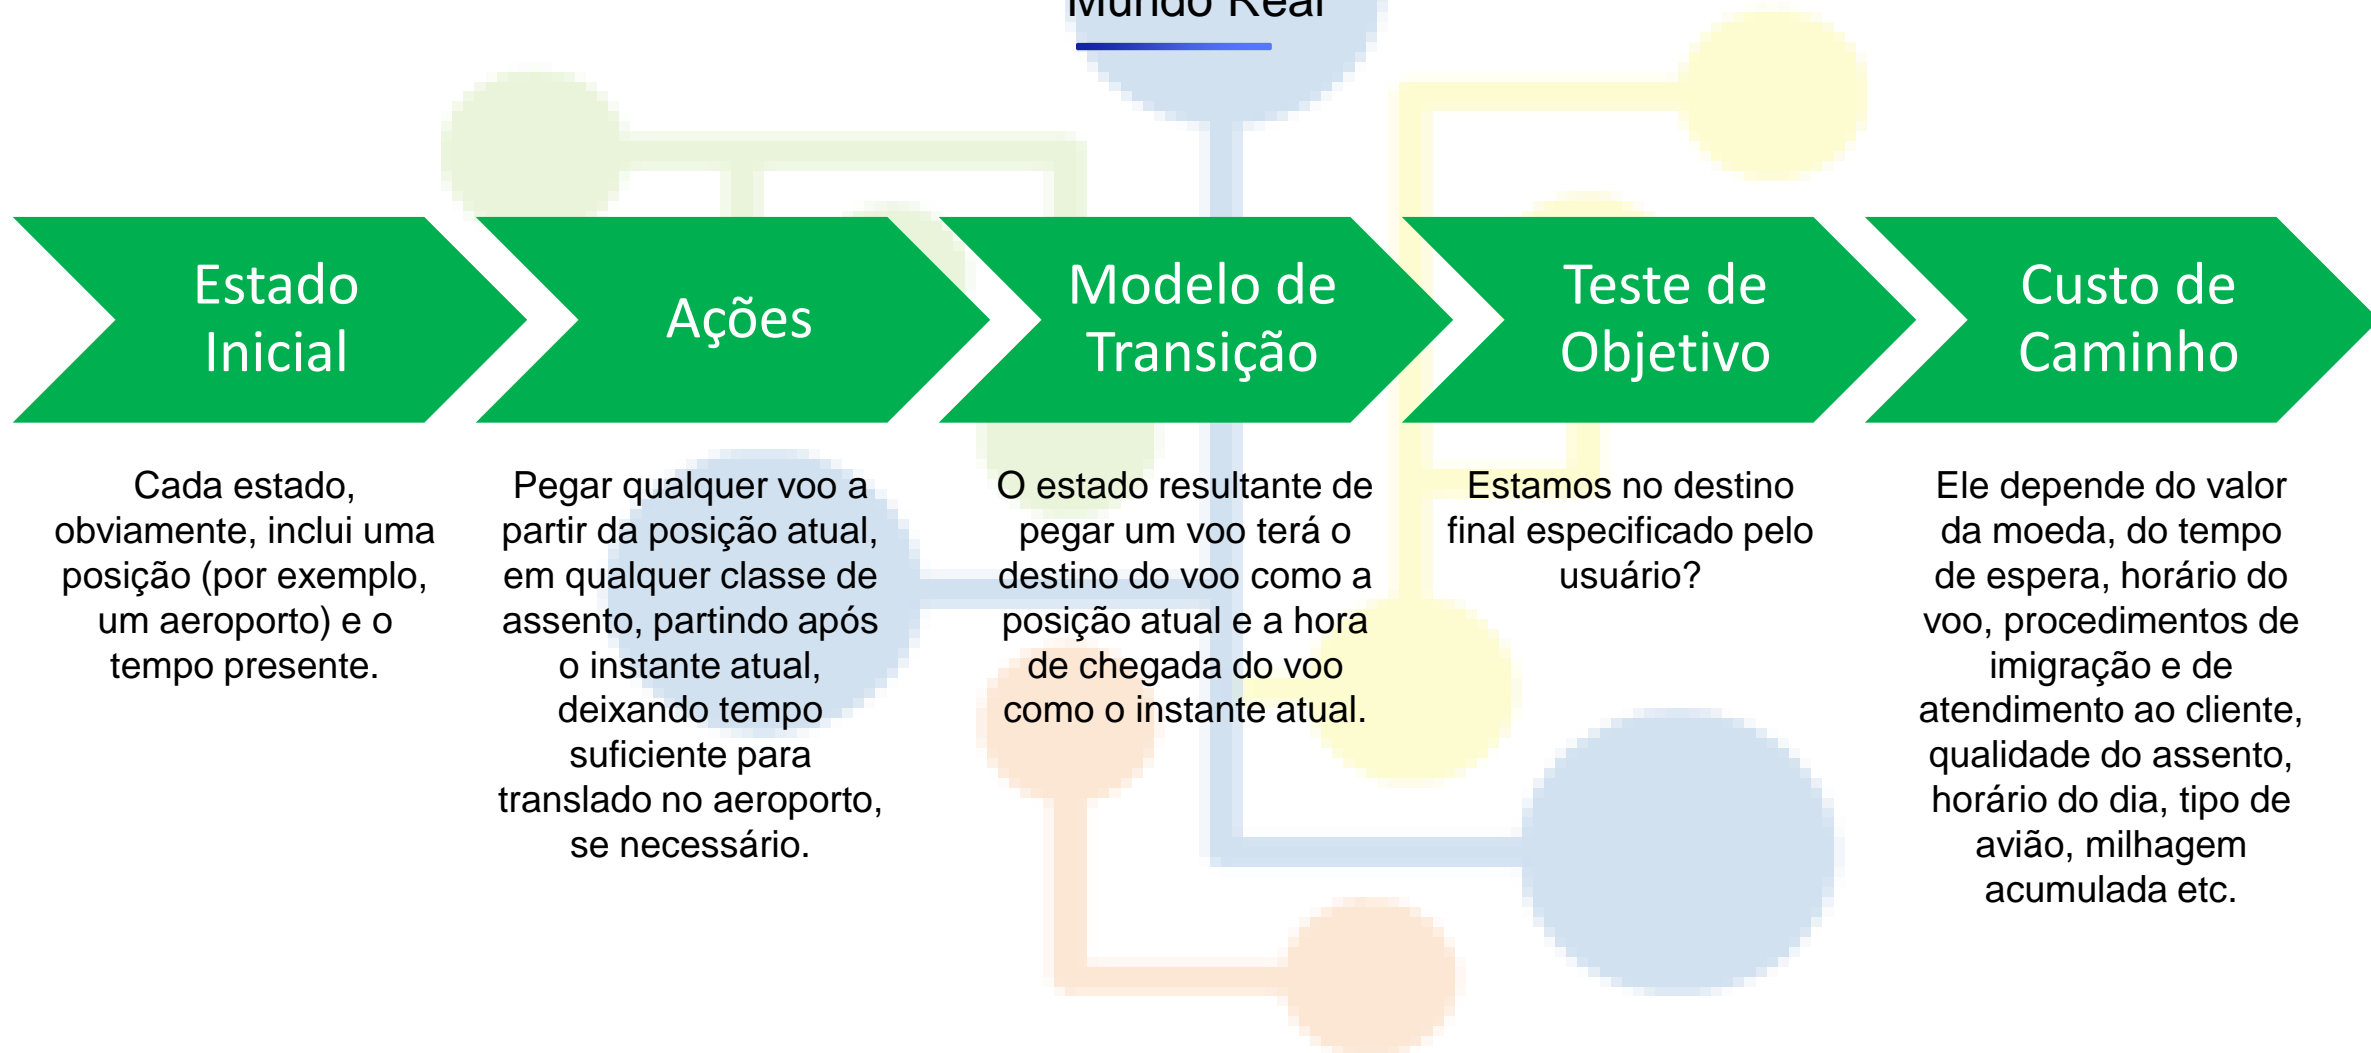 Mundo Real
Estado
Inicial
Ações
Modelo de
Transição
Teste de
Objetivo
Custo de
Caminho
Cada estado,
obviamente, inclui uma
posição (por exemplo,
um aeroporto) e o
tempo presente.
Pegar qualquer voo a
partir da posição atual,
em qualquer classe de
assento, partindo após
o instante atual,
deixando tempo
suficiente para
translado no aeroporto,
se necessário.
O estado resultante de
pegar um voo terá o
destino do voo como a
posição atual e a hora
de chegada do voo
como o instante atual.
Estamos no destino
final especificado pelo
usuário?
Ele depende do valor
da moeda, do tempo
de espera, horário do
voo, procedimentos de
imigração e de
atendimento ao cliente,
qualidade do assento,
horário do dia, tipo de
avião, milhagem
acumulada etc.